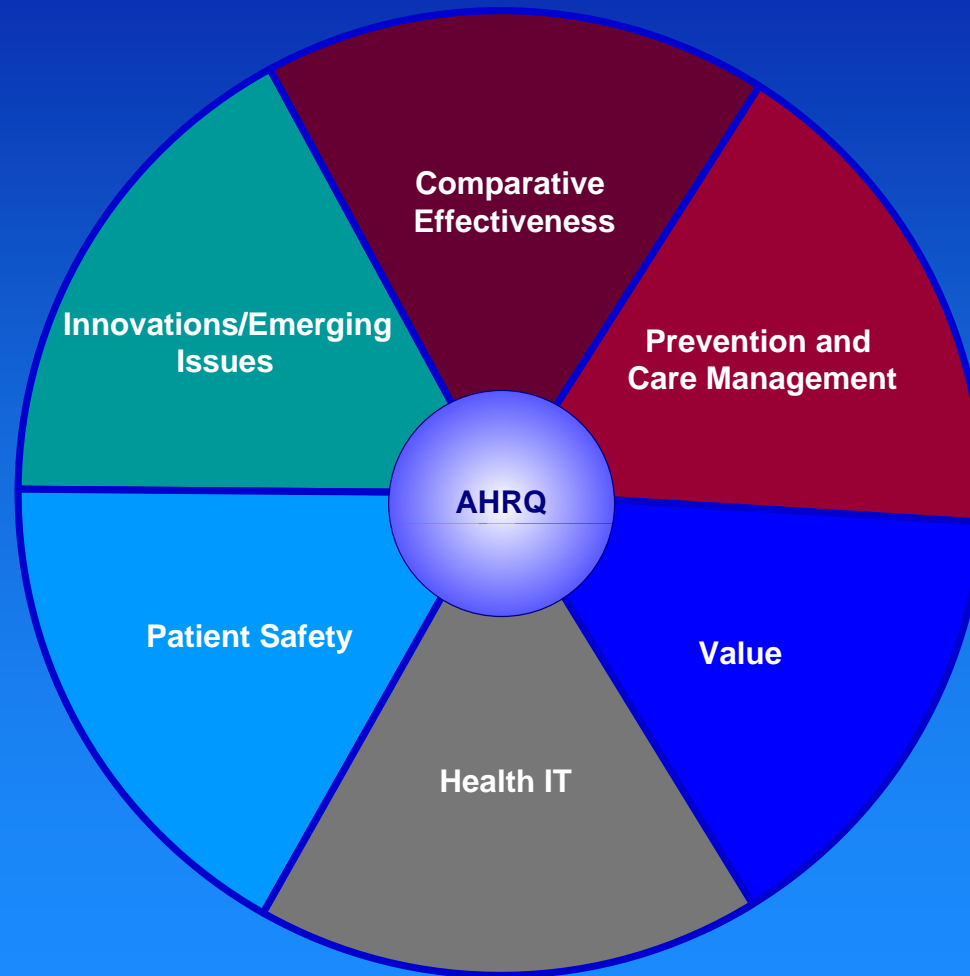 Comparative
Effectiveness
Innovations/Emerging
Issues
Prevention and
Care Management
AHRQ
Patient Safety
Value
Health IT